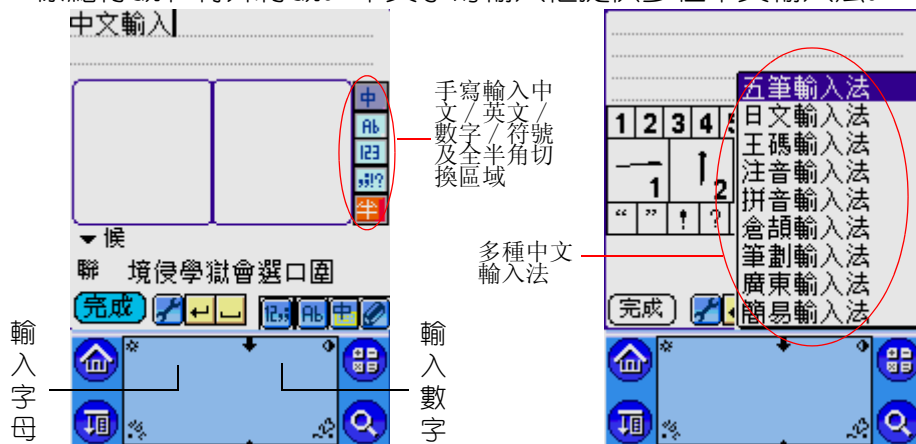 中文輸入
中
Ab
123
,;!?
半
手寫輸入中
文/英文/
數字/符號
及全半角切
換區域
候
聯 境侵學獄會選口圍
完成
12,; Ab 中
輸入字母
輸入數字
五筆輸入法
日文輸入法
王碼輸入法
注音輸入法
拼音輸入法
倉頡輸入法
筆劃輸入法
廣東輸入法
簡易輸入法
1 2 3 4
1 2
“ ” ! ?
多種中文
輸入法
完成